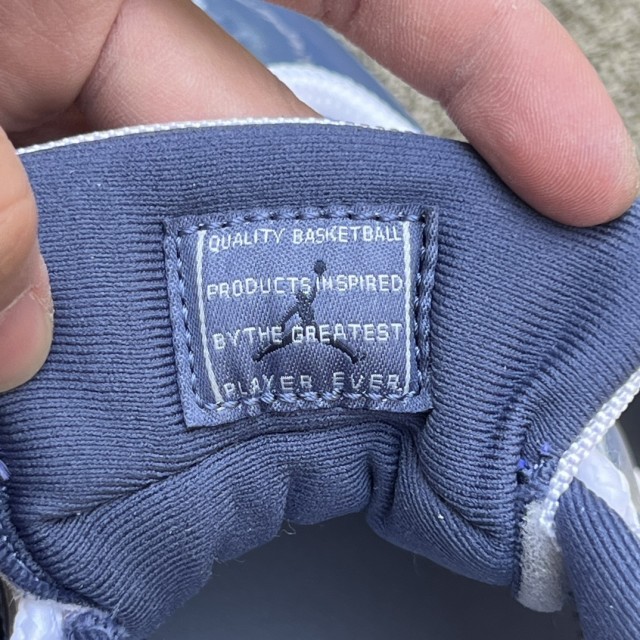 QUALITY BASKETBALL
PRODUCTS INSPIRED
BY THE GREATEST
PLAYER EVER